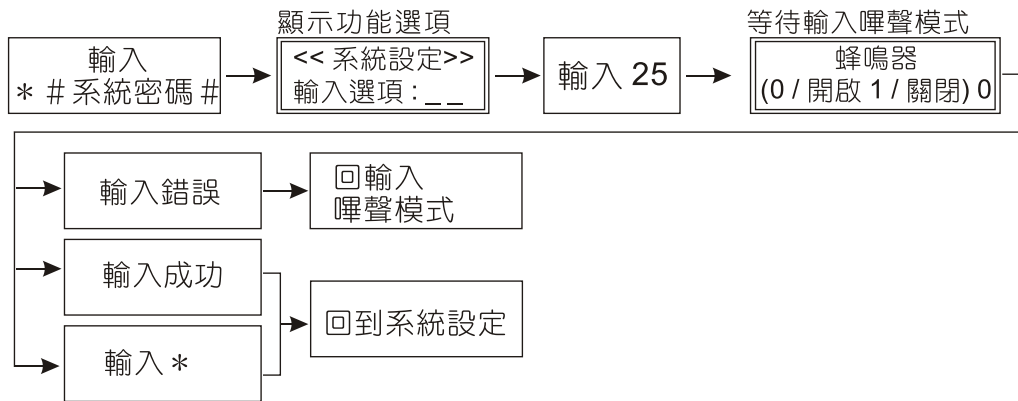 輸入
＊＃系統密碼＃
顯示功能選項
<< 系統設定>>
輸入選項：_ _
輸入 25
等待輸入嗶聲模式
蜂鳴器
(0 / 開啟 1 / 關閉) 0
輸入錯誤
回輸入
嗶聲模式
輸入成功
輸入＊
回到系統設定